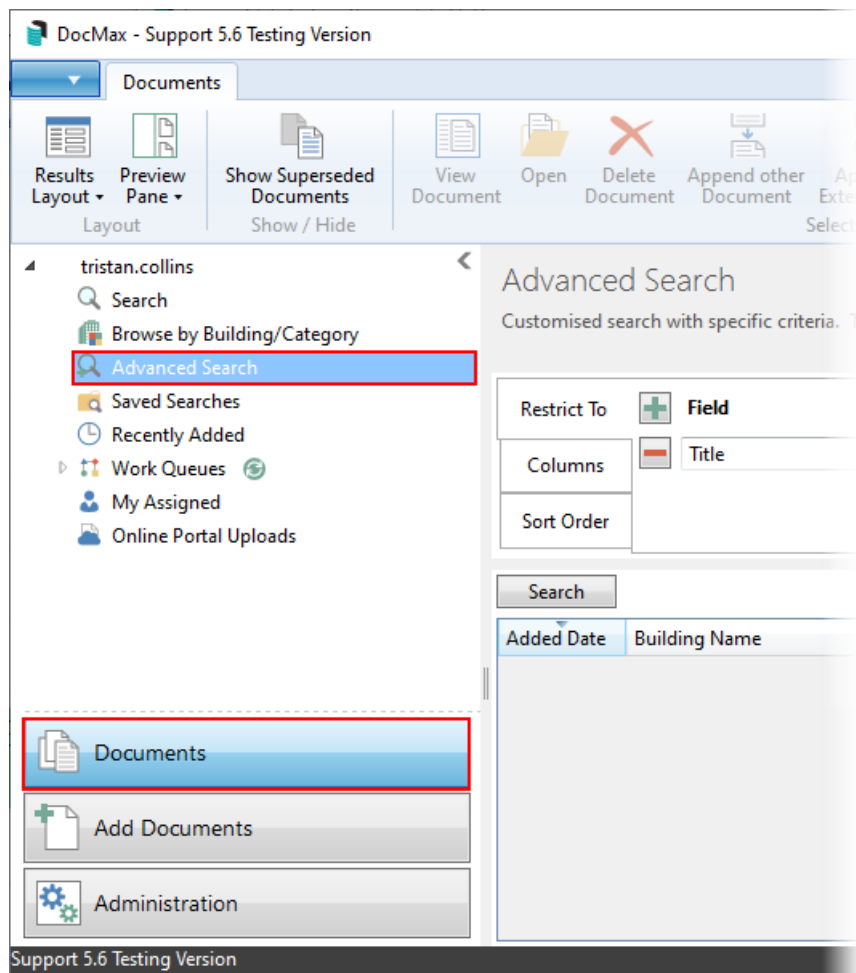 DocMax - Support 5.6 Testing Version
Documents
Results Layout
Preview Pane
Layout
Show Superseded Documents
Show / Hide
View Document
Open
Delete Document
Append other Document
tristan.collins
Search
Browse by Building/Category
Advanced Search
Saved Searches
Recently Added
Work Queues
My Assigned
Online Portal Uploads
Documents
Add Documents
Administration
Advanced Search
Customised search with specific criteria.
Restrict To
Field
Columns
Title
Sort Order
Search
Added Date
Building Name
Support 5.6 Testing Version